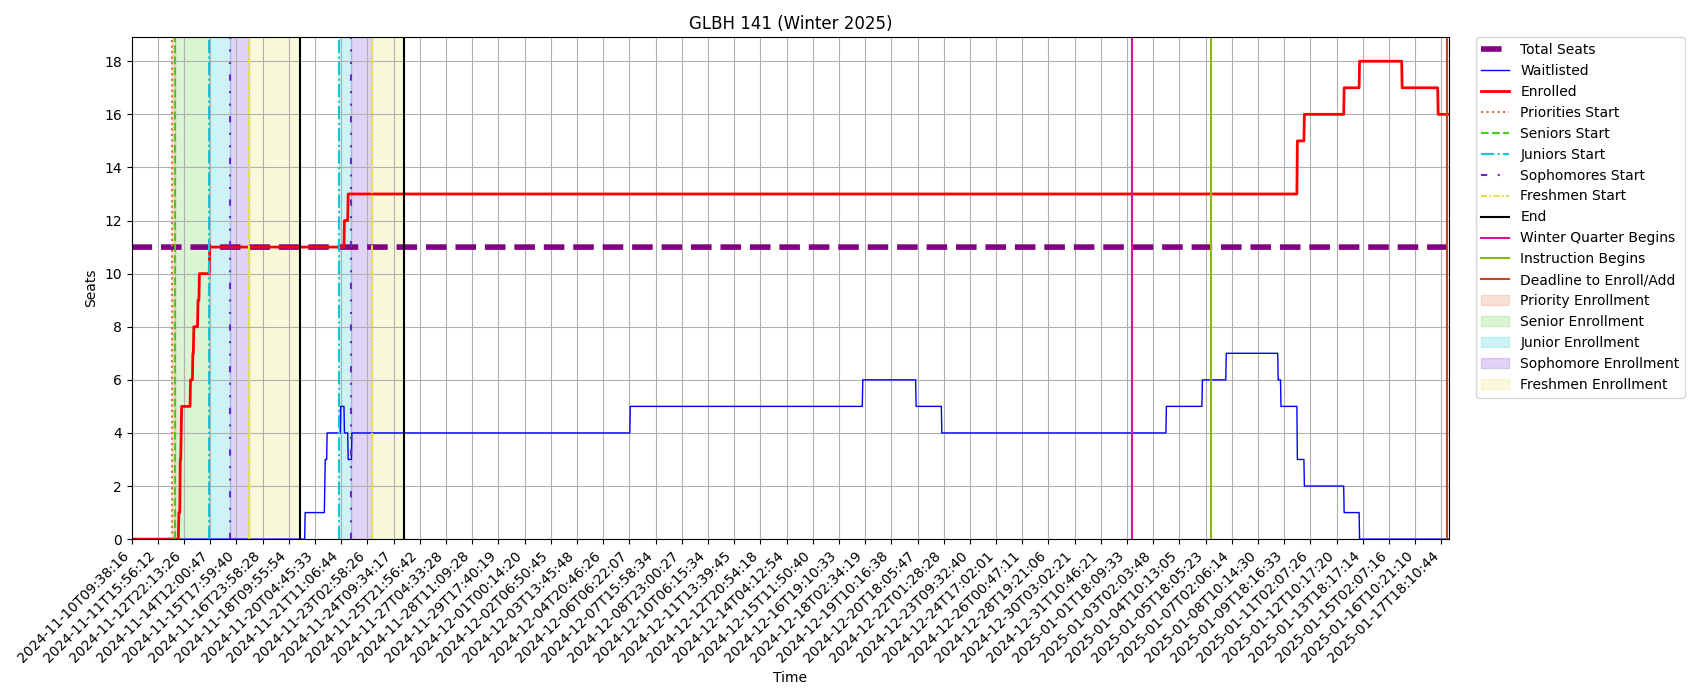 GLBH 141 (Winter 2025)
Seats
18
16
14
12
10
8
6
4
2
0
2024-11-10T09:38:16
2024-11-11T15:56:12
2024-11-12T22:13:26
2024-11-14T12:00:47
2024-11-15T17:59:40
2024-11-16T23:58:28
2024-11-18T09:55:54
2024-11-20T04:45:33
2024-11-21T11:06:44
2024-11-23T02:58:26
2024-11-24T09:34:17
2024-11-25T21:56:42
2024-11-27T04:33:28
2024-11-28T11:09:28
2024-11-29T17:40:19
2024-12-01T00:14:20
2024-12-02T06:50:45
2024-12-03T13:45:48
2024-12-04T20:46:26
2024-12-06T06:22:07
2024-12-07T15:58:34
2024-12-08T23:00:27
2024-12-10T06:15:34
2024-12-11T13:39:45
2024-12-12T20:54:18
2024-12-14T04:12:54
2024-12-15T11:50:40
2024-12-16T19:10:33
2024-12-18T02:34:19
2024-12-19T10:16:38
2024-12-20T18:05:47
2024-12-22T01:28:28
2024-12-23T09:32:40
2024-12-24T17:02:01
2024-12-26T00:47:11
2024-12-28T19:21:06
2024-12-30T03:02:21
2024-12-31T10:46:21
2025-01-01T18:09:33
2025-01-03T02:03:48
2025-01-04T10:13:05
2025-01-05T18:05:23
2025-01-07T02:06:14
2025-01-08T10:14:30
2025-01-09T18:16:33
2025-01-11T02:07:26
2025-01-12T10:17:20
2025-01-13T18:17:14
2025-01-15T02:07:16
2025-01-16T10:21:10
2025-01-17T18:10:44
Time
Total Seats
Waitlisted
Enrolled
Priorities Start
Seniors Start
Juniors Start
Sophomores Start
Freshmen Start
End
Winter Quarter Begins
Instruction Begins
Deadline to Enroll/Add
Priority Enrollment
Senior Enrollment
Junior Enrollment
Sophomore Enrollment
Freshmen Enrollment